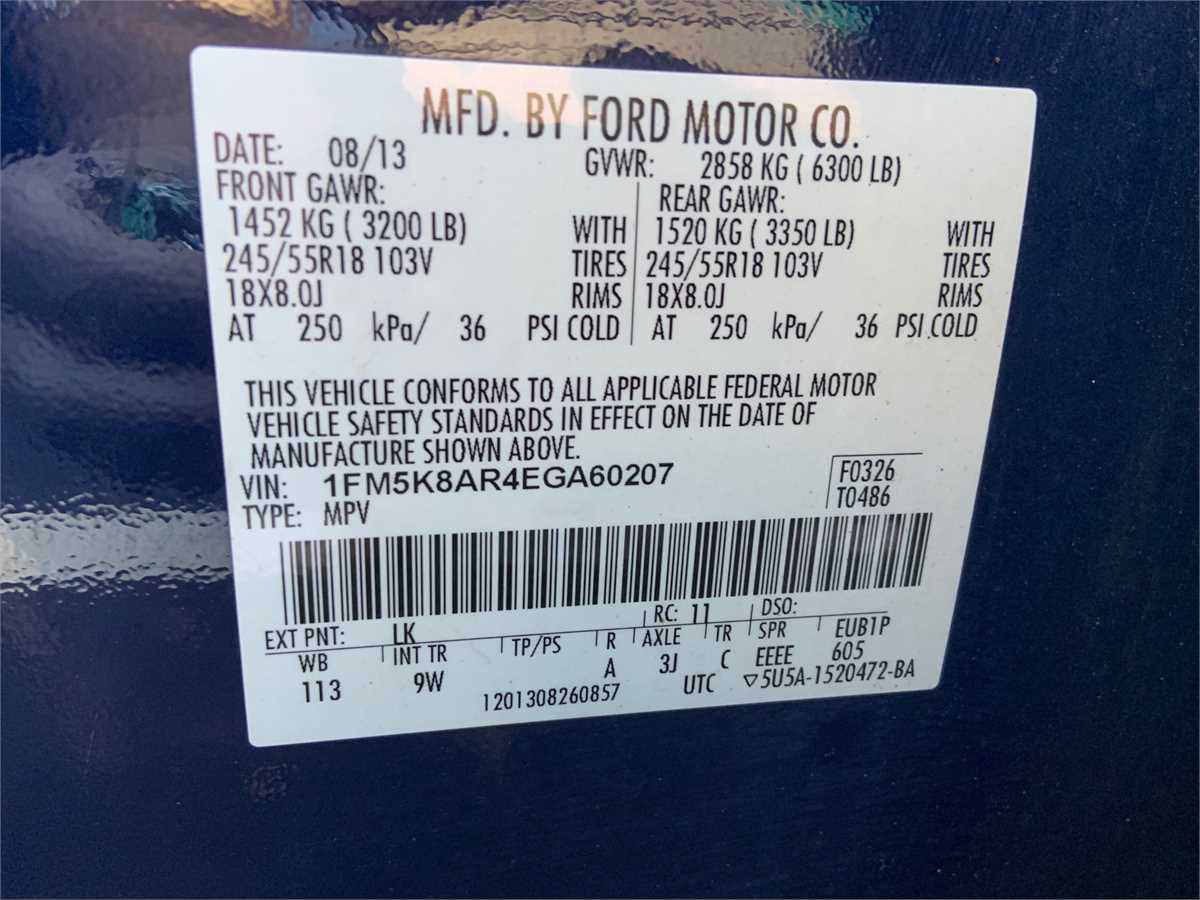 MFD. BY FORD MOTOR CO.
DATE: 08/13 GVWR: 2858 KG ( 6300 LB)
FRONT GAWR: REAR GAWR:
1452 KG ( 3200 LB) WITH 1520 KG ( 3350 LB) WITH
245/55R18 103V TIRES 245/55R18 103V TIRES
18X8.0J RIMS 18X8.0J RIMS
AT 250 kPa/ 36 PSI COLD AT 250 kPa/ 36 PSI COLD
THIS VEHICLE CONFORMS TO ALL APPLICABLE FEDERAL MOTOR
VEHICLE SAFETY STANDARDS IN EFFECT ON THE DATE OF
MANUFACTURE SHOWN ABOVE.
VIN: 1FM5K8AR4EGA60207 F0326
TYPE: MPV T0486
EXT PNT: LK RC: 11 DSO:
WB INT TR TP/PS R AXLE TR SPR EUB1P
113 9W A 3J C EEEE 605
1201308260857 UTC ▽5U5A-1520472-BA